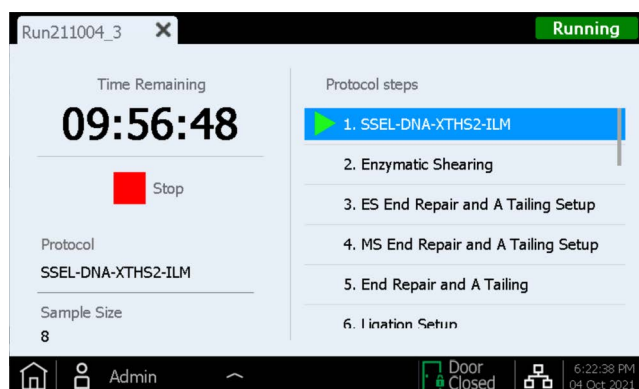 Run211004_3
Running
Time Remaining
09:56:48
Stop
Protocol
SSEL-DNA-XTHS2-ILM
Sample Size
8
Protocol steps
1. SSEL-DNA-XTHS2-ILM
2. Enzymatic Shearing
3. ES End Repair and A Tailing Setup
4. MS End Repair and A Tailing Setup
5. End Repair and A Tailing
6. Ligation Setup
Admin
Door
Closed
6:22:38 PM
04 Oct 2021